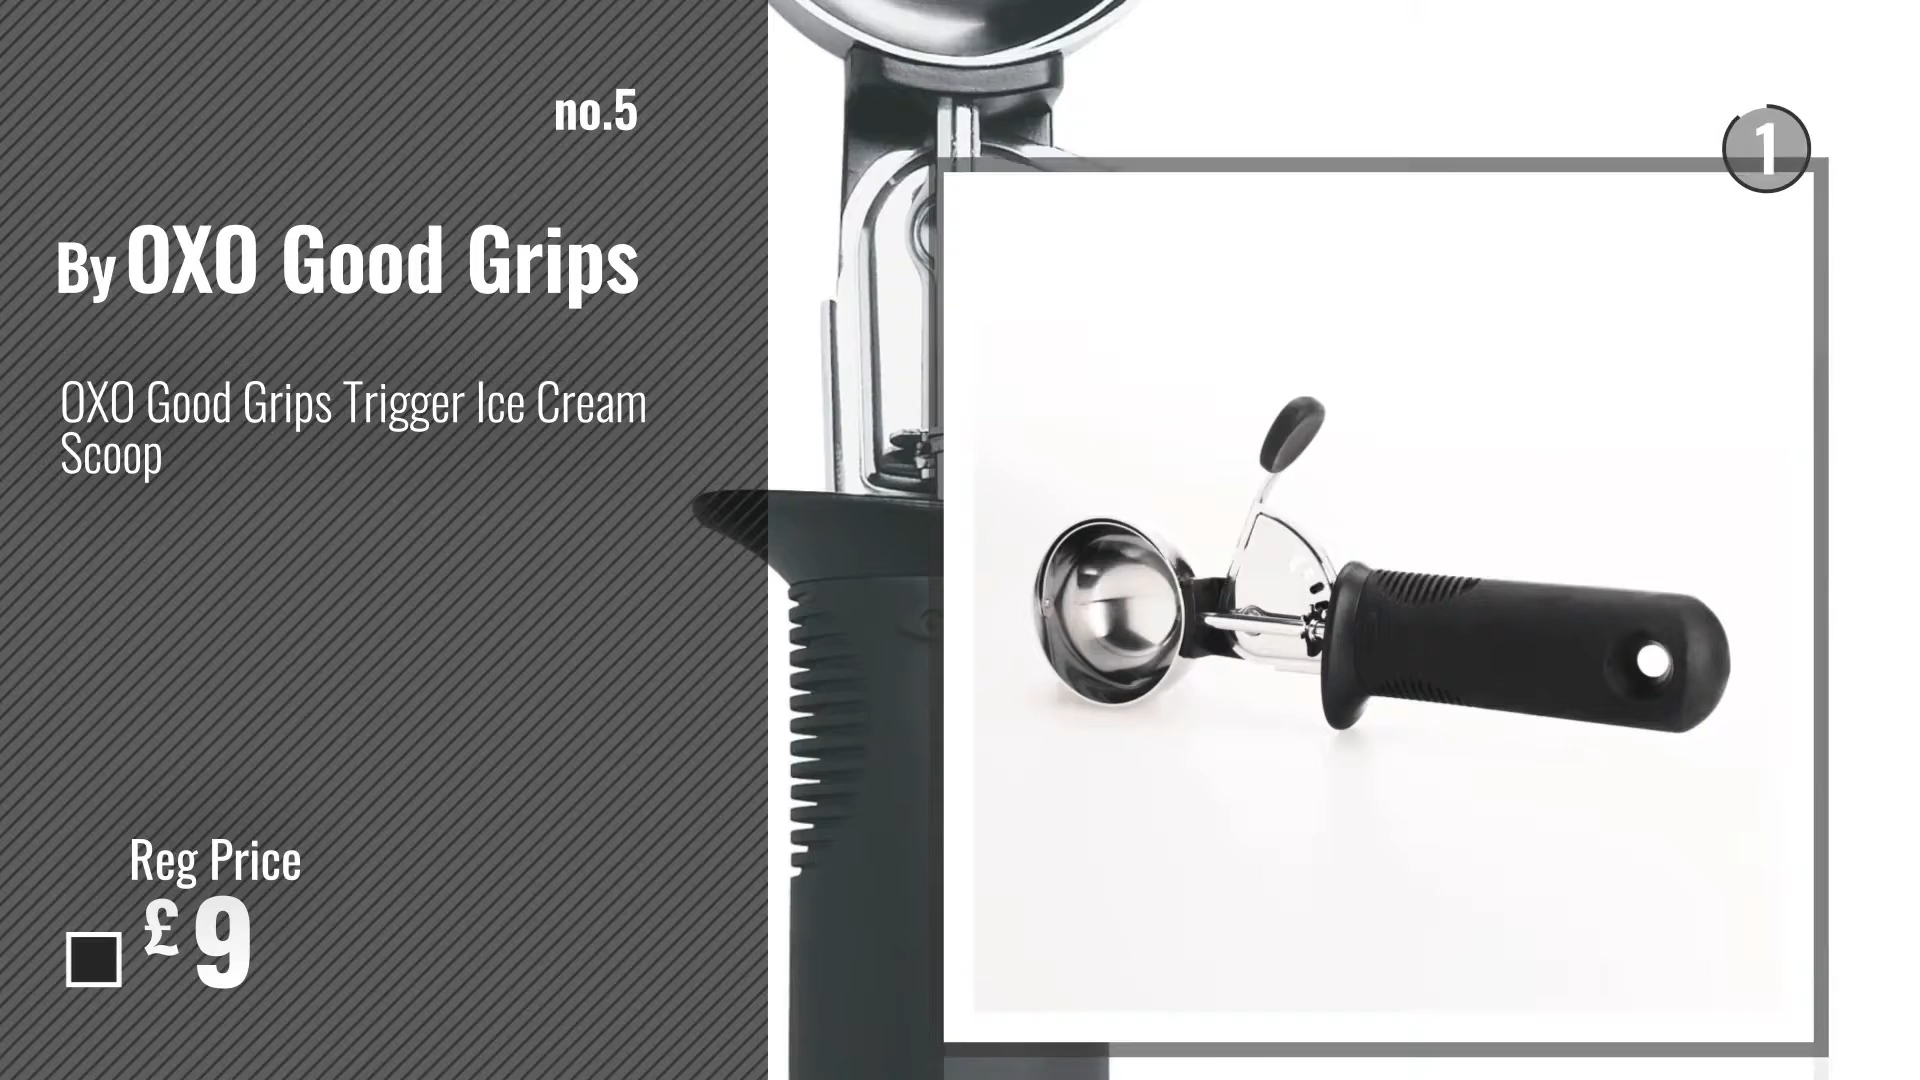 no.5
By OXO Good Grips
OXO Good Grips Trigger Ice Cream
Scoop
Reg Price
£9
1